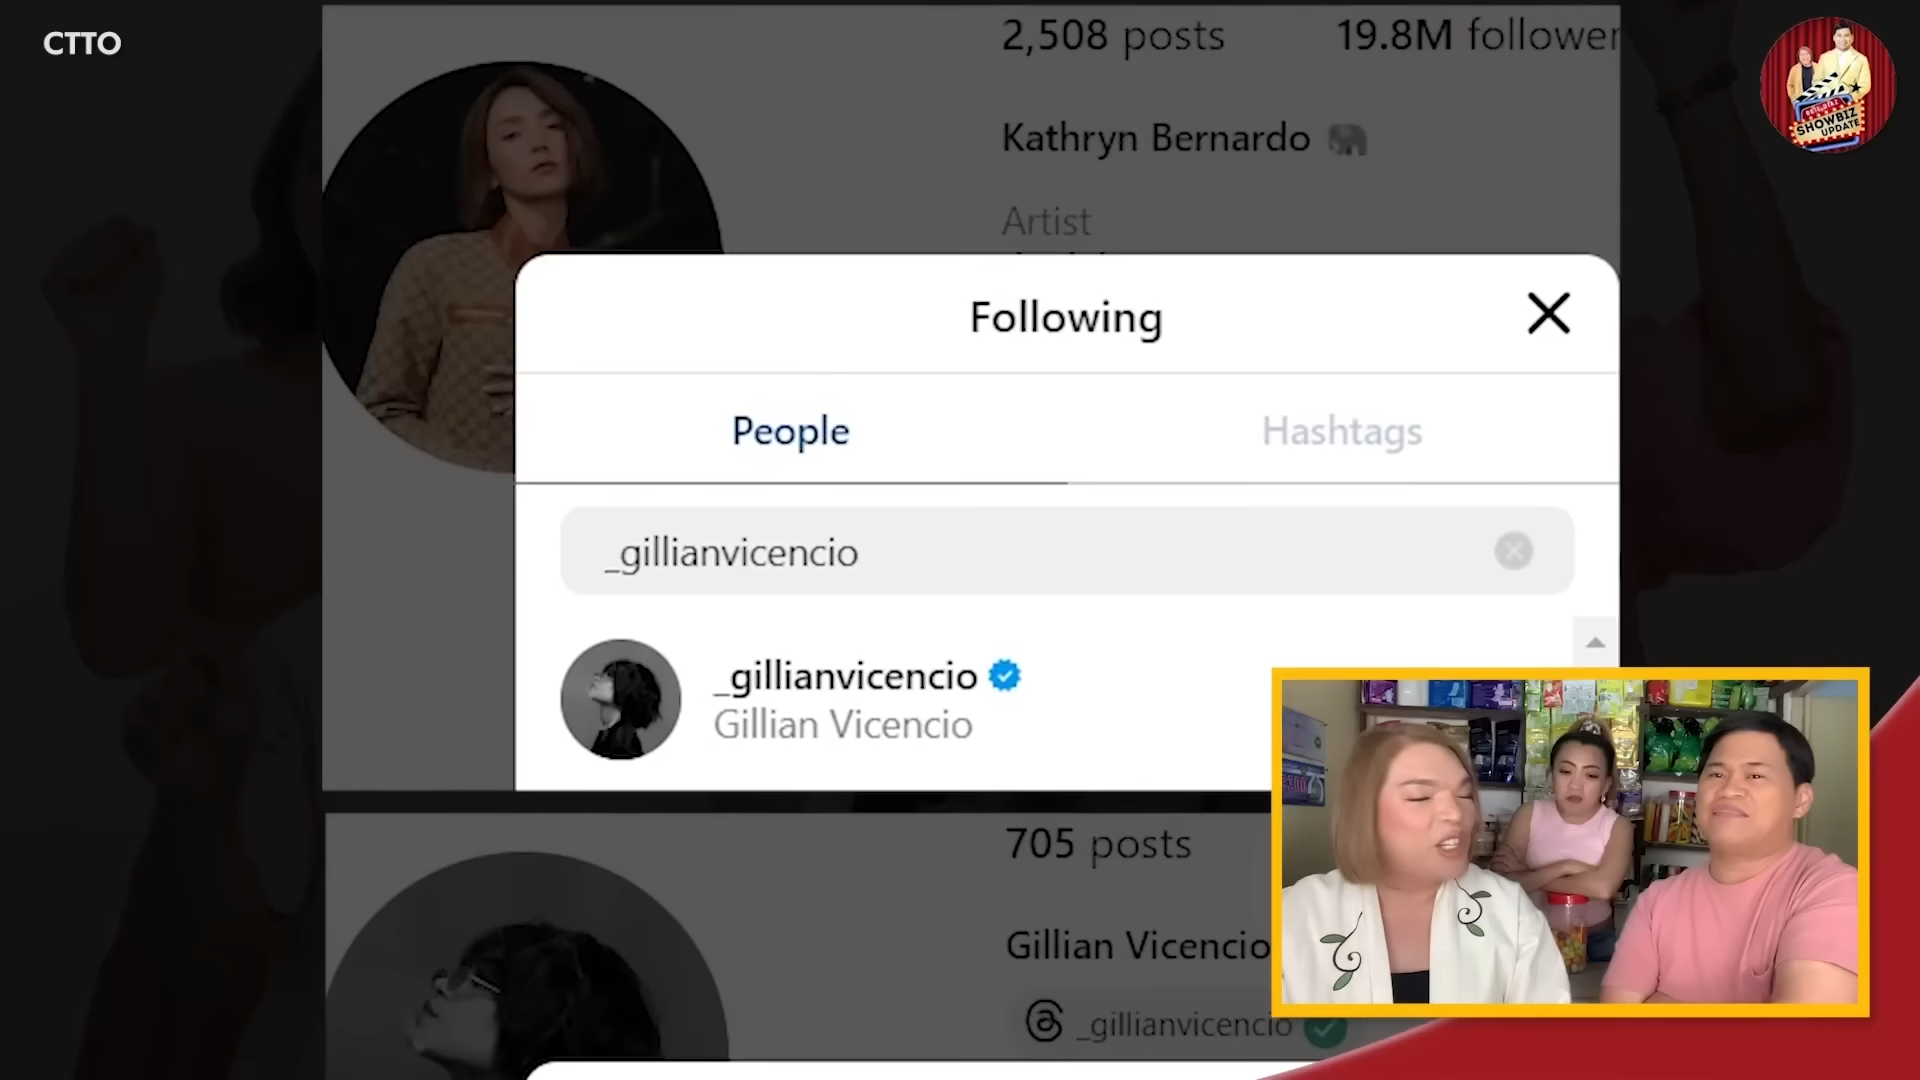 CTTO
2,508 posts 19.8M follower
Kathryn Bernardo
Artist
Following
People Hashtags
_gillianvicencio
_gillianvicencio
Gillian Vicencio
705 posts
Gillian Vicencio
_gillianvicencio
SHOWBIZ
UPDATE